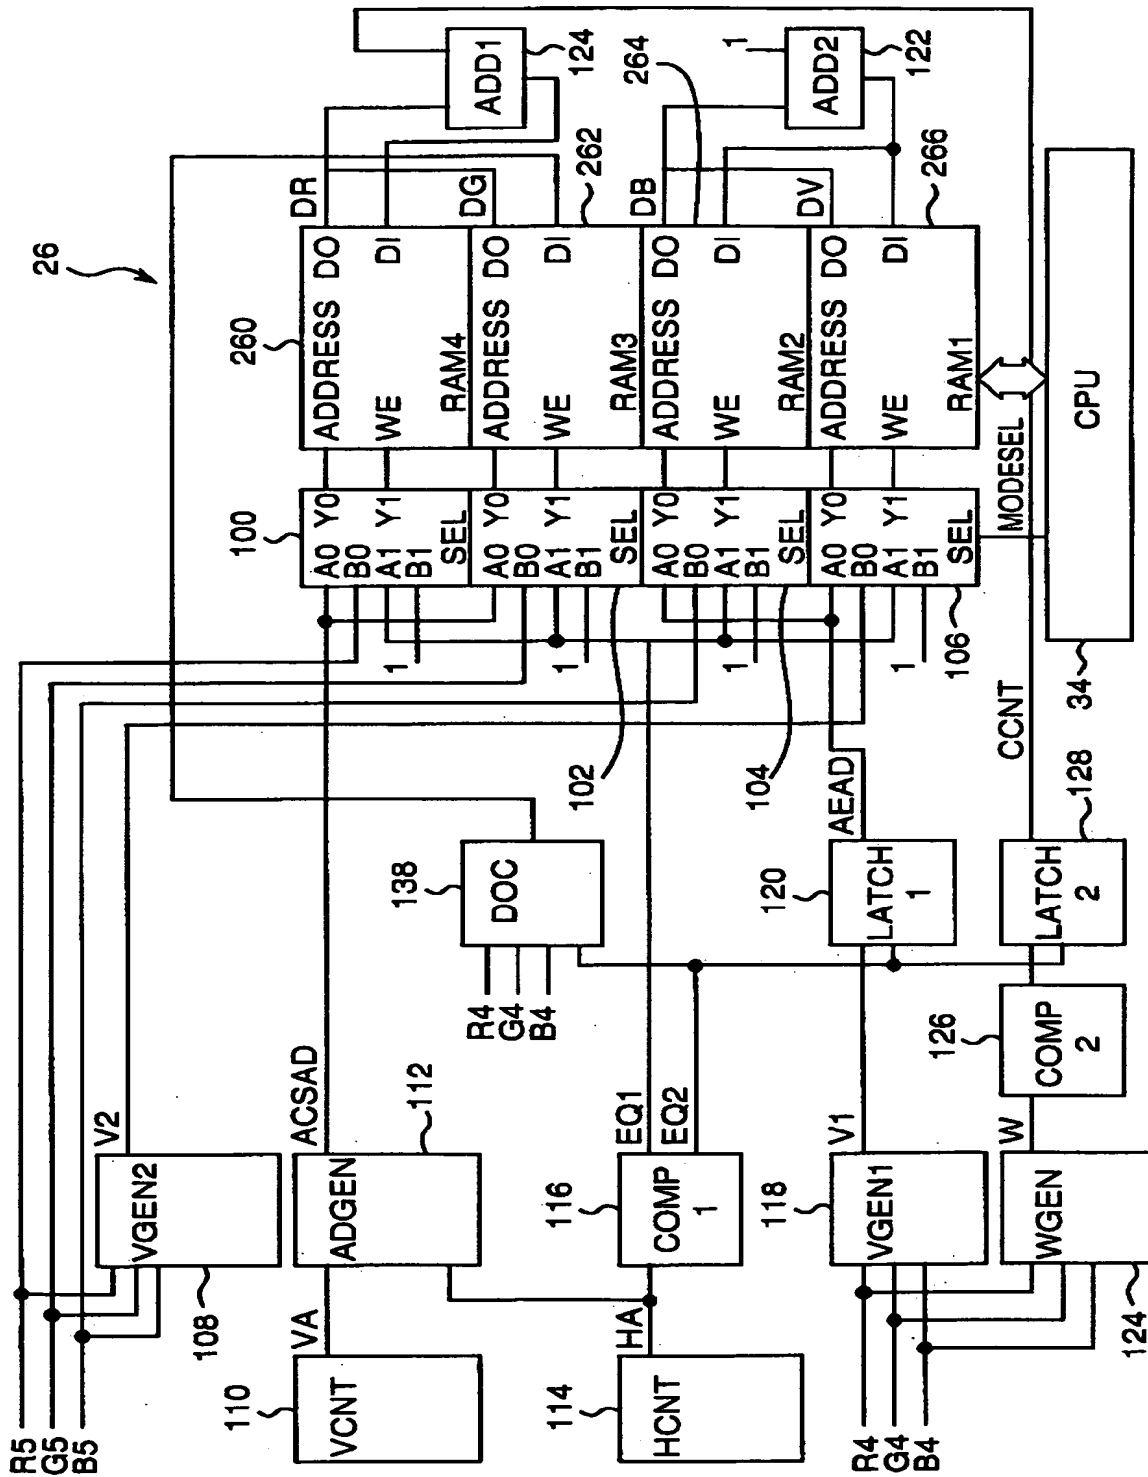 26
R5
G5
B5
V2
VGEN2
108
110
VCNT
VA
ADGEN
112
ACSAD
114
HCNT
HA
116
COMP
1
EQ1
EQ2
R4
G4
B4
118
VGEN1
V1
WGEN
124
W
126
COMP
2
138
DOC
R4
G4
B4
120
LATCH
1
AEAD
LATCH
2
128
CCNT
100
A0 Y0
B0
A1 Y1
B1
SEL
1
A0 Y0
B0
A1 Y1
B1
SEL
1
102
A0 Y0
B0
A1 Y1
B1
SEL
1
104
A0 Y0
B0
A1 Y1
B1
SEL
1
106
MODESEL
260
ADDRESS DO
WE DI
RAM4
DR
ADDRESS DO
WE DI
RAM3
DG
262
ADDRESS DO
WE DI
RAM2
DB
264
ADDRESS DO
WE DI
RAM1
DV
266
ADD1
124
1
ADD2
122
34
CPU